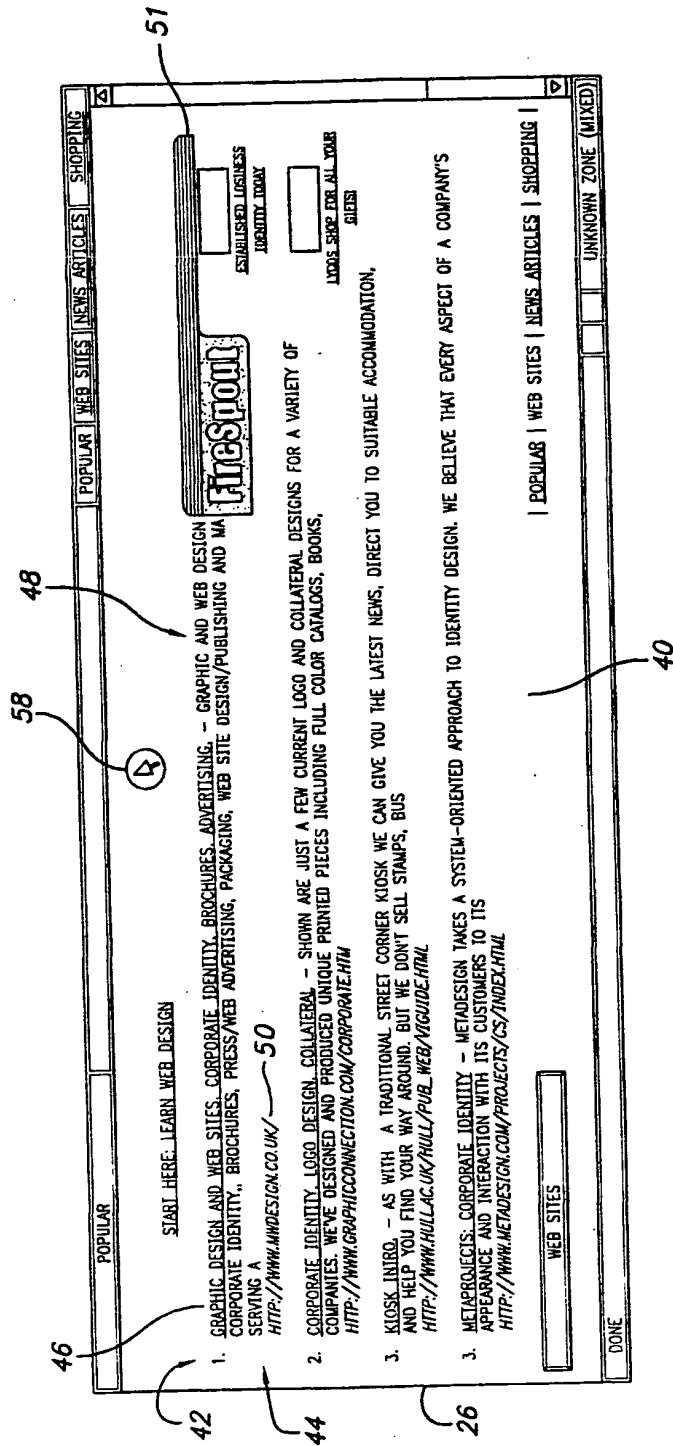 58
48
51
46
42
44
50
26
40
POPULAR
POPULAR | WEB SITES | NEWS ARTICLES | SHOPPING
START HERE: LEARN WEB DESIGN
1. GRAPHIC DESIGN AND WEB SITES, CORPORATE IDENTITY, BROCHURES, ADVERTISING, - GRAPHIC AND WEB DESIGN
CORPORATE IDENTITY,, BROCHURES, PRESS/WEB ADVERTISING, PACKAGING, WEB SITE DESIGN/PUBLISHING AND MA
SERVING A
HTTP://WWW.MWDESIGN.CO.UK/
FireSpout
ESTABLISHED LOSINESS
IDENTITY TODAY
2. CORPORATE IDENTITY, LOGO DESIGN, COLLATERAL - SHOWN ARE JUST A FEW CURRENT LOGO AND COLLATERAL DESIGNS FOR A VARIETY OF
COMPANTES. WE'VE DESIGNED AND PRODUCED UNIQUE PRINTED PIECES INCLUDING FULL COLOR CATALOGS, BOOKS,
HTTP://WWW.GRAPHICCONNECTION.COM/CORPORATE.HTM
LYCOS SHOP FOR ALL YOUR
GIFTS!
3. KIOSK INTRO, - AS WITH A TRADITIONAL STREET CORNER KIOSK WE CAN GIVE YOU THE LATEST NEWS, DIRECT YOU TO SUITABLE ACCOMMODATION,
AND HELP YOU FIND YOUR WAY AROUND. BUT WE DON'T SELL STAMPS, BUS
HTTP://WWW.HULL.AC.UK/HULL/PUB_WEB/VIGUIDE.HTML
3. METAPROJECTS: CORPORATE IDENTITY - METADESIGN TAKES A SYSTEM-ORIENTED APPROACH TO IDENTITY DESIGN. WE BELIEVE THAT EVERY ASPECT OF A COMPANY'S
APPEARANCE AND INTERACTION WITH ITS CUSTOMERS TO ITS
HTTP://WWW.METADESIGN.COM/PROJECTS/CS/INDEX.HTML
WEB SITES
| POPULAR | WEB SITES | NEWS ARTICLES | SHOPPING |
DONE
UNKNOWN ZONE (MIXED)